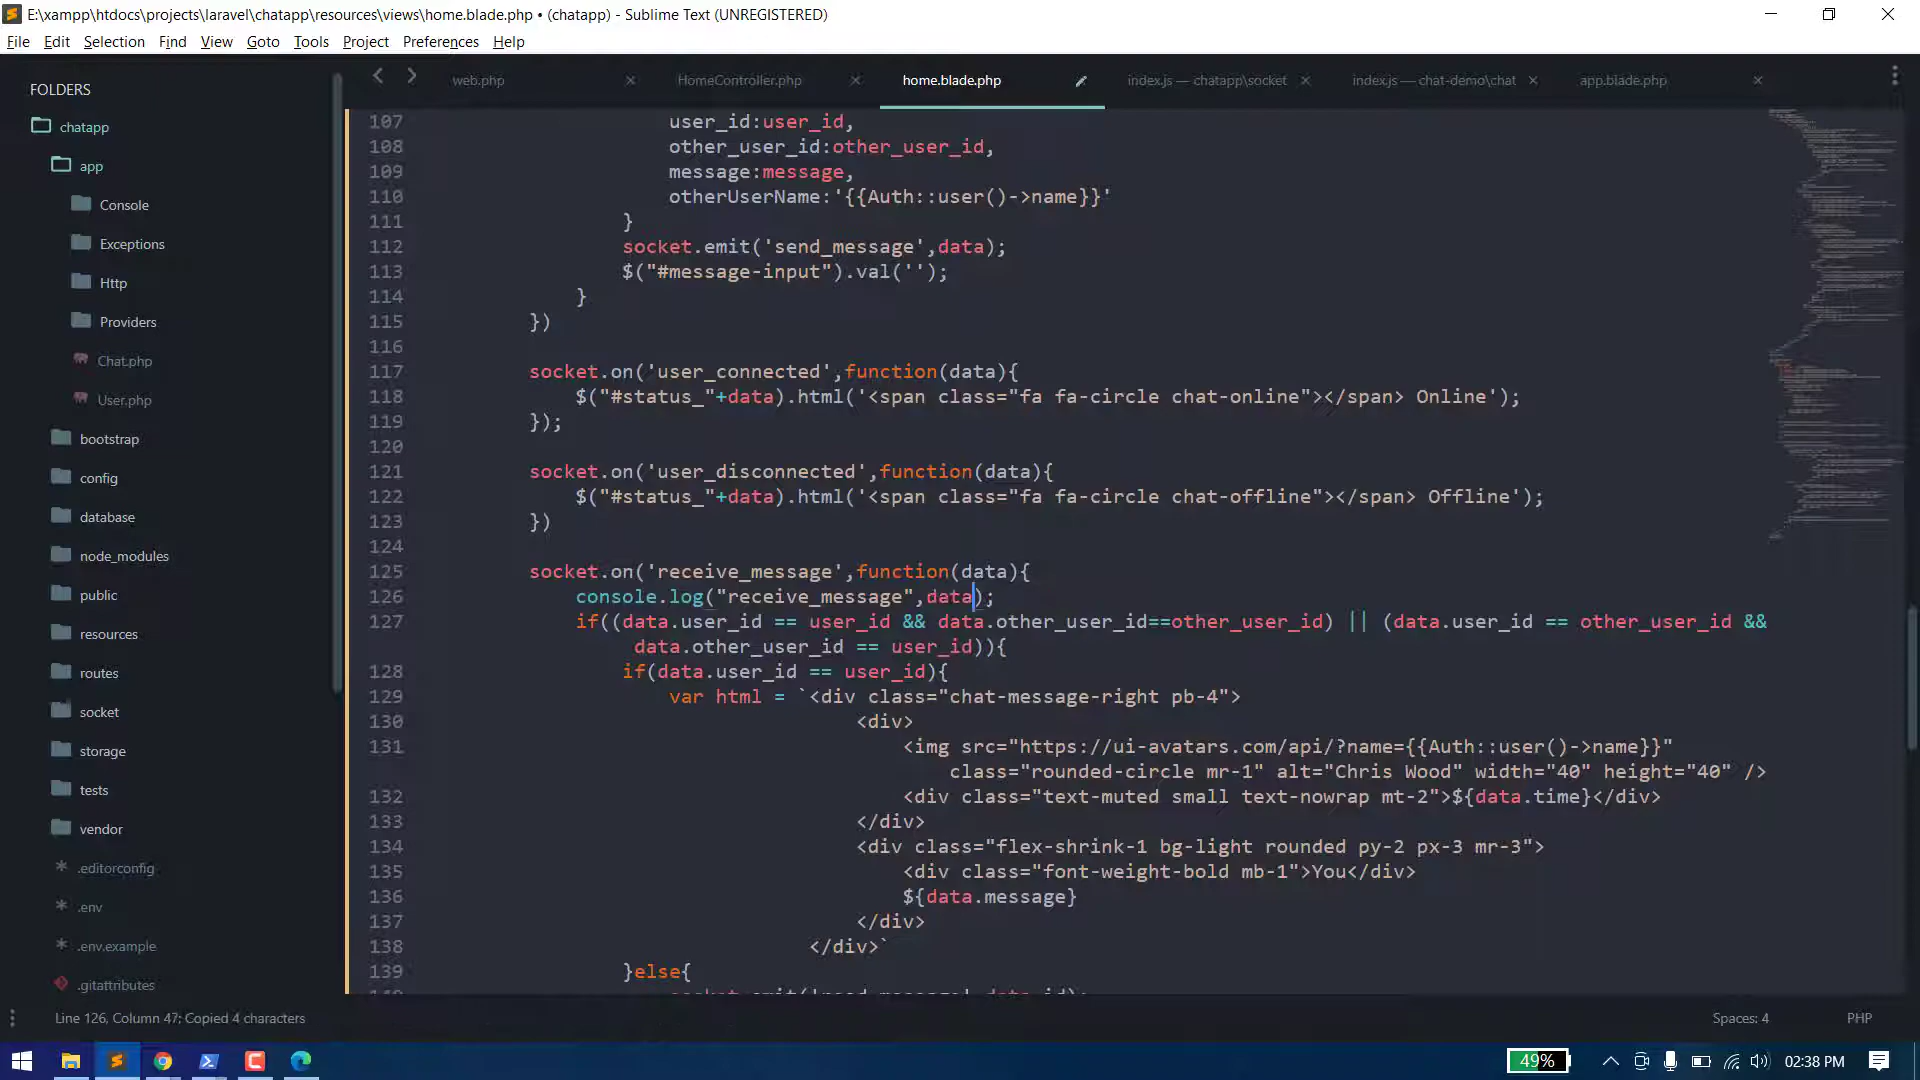 E:\xampp\htdocs\projects\laravel\chatapp\resources\views\home.blade.php • (chatapp) - Sublime Text (UNREGISTERED)
File Edit Selection Find View Goto Tools Project Preferences Help
FOLDERS
chatapp
app
Console
Exceptions
Http
Providers
Chat.php
User.php
bootstrap
config
database
node_modules
public
resources
routes
socket
storage
tests
vendor
.editorconfig
.env
.env.example
.gitattributes
web.php
HomeController.php
home.blade.php
index.js — chatapp\socket
index.js — chat-demo\chat
app.blade.php
107 user_id:user_id,
108 other_user_id:other_user_id,
109 message:message,
110 otherUserName:'{{Auth::user()->name}}'
111 }
112 socket.emit('send_message',data);
113 $("#message-input").val('');
114 }
115 })
116
117 socket.on('user_connected',function(data){
118 $("#status_"+data).html('<span class="fa fa-circle chat-online"></span> Online');
119 });
120
121 socket.on('user_disconnected',function(data){
122 $("#status_"+data).html('<span class="fa fa-circle chat-offline"></span> Offline');
123 })
124
125 socket.on('receive_message',function(data){
126 console.log("receive_message",data);
127 if((data.user_id == user_id && data.other_user_id==other_user_id) || (data.user_id == other_user_id &&
data.other_user_id == user_id)){
128 if(data.user_id == user_id){
129 var html = `<div class="chat-message-right pb-4">
130 <div>
131 <img src="https://ui-avatars.com/api/?name={{Auth::user()->name}}"
class="rounded-circle mr-1" alt="Chris Wood" width="40" height="40" />
132 <div class="text-muted small text-nowrap mt-2">${data.time}</div>
133 </div>
134 <div class="flex-shrink-1 bg-light rounded py-2 px-3 mr-3">
135 <div class="font-weight-bold mb-1">You</div>
136 ${data.message}
137 </div>
138 </div>`
139 }else{
Line 126, Column 47; Copied 4 characters
Spaces: 4
PHP
49%
02:38 PM